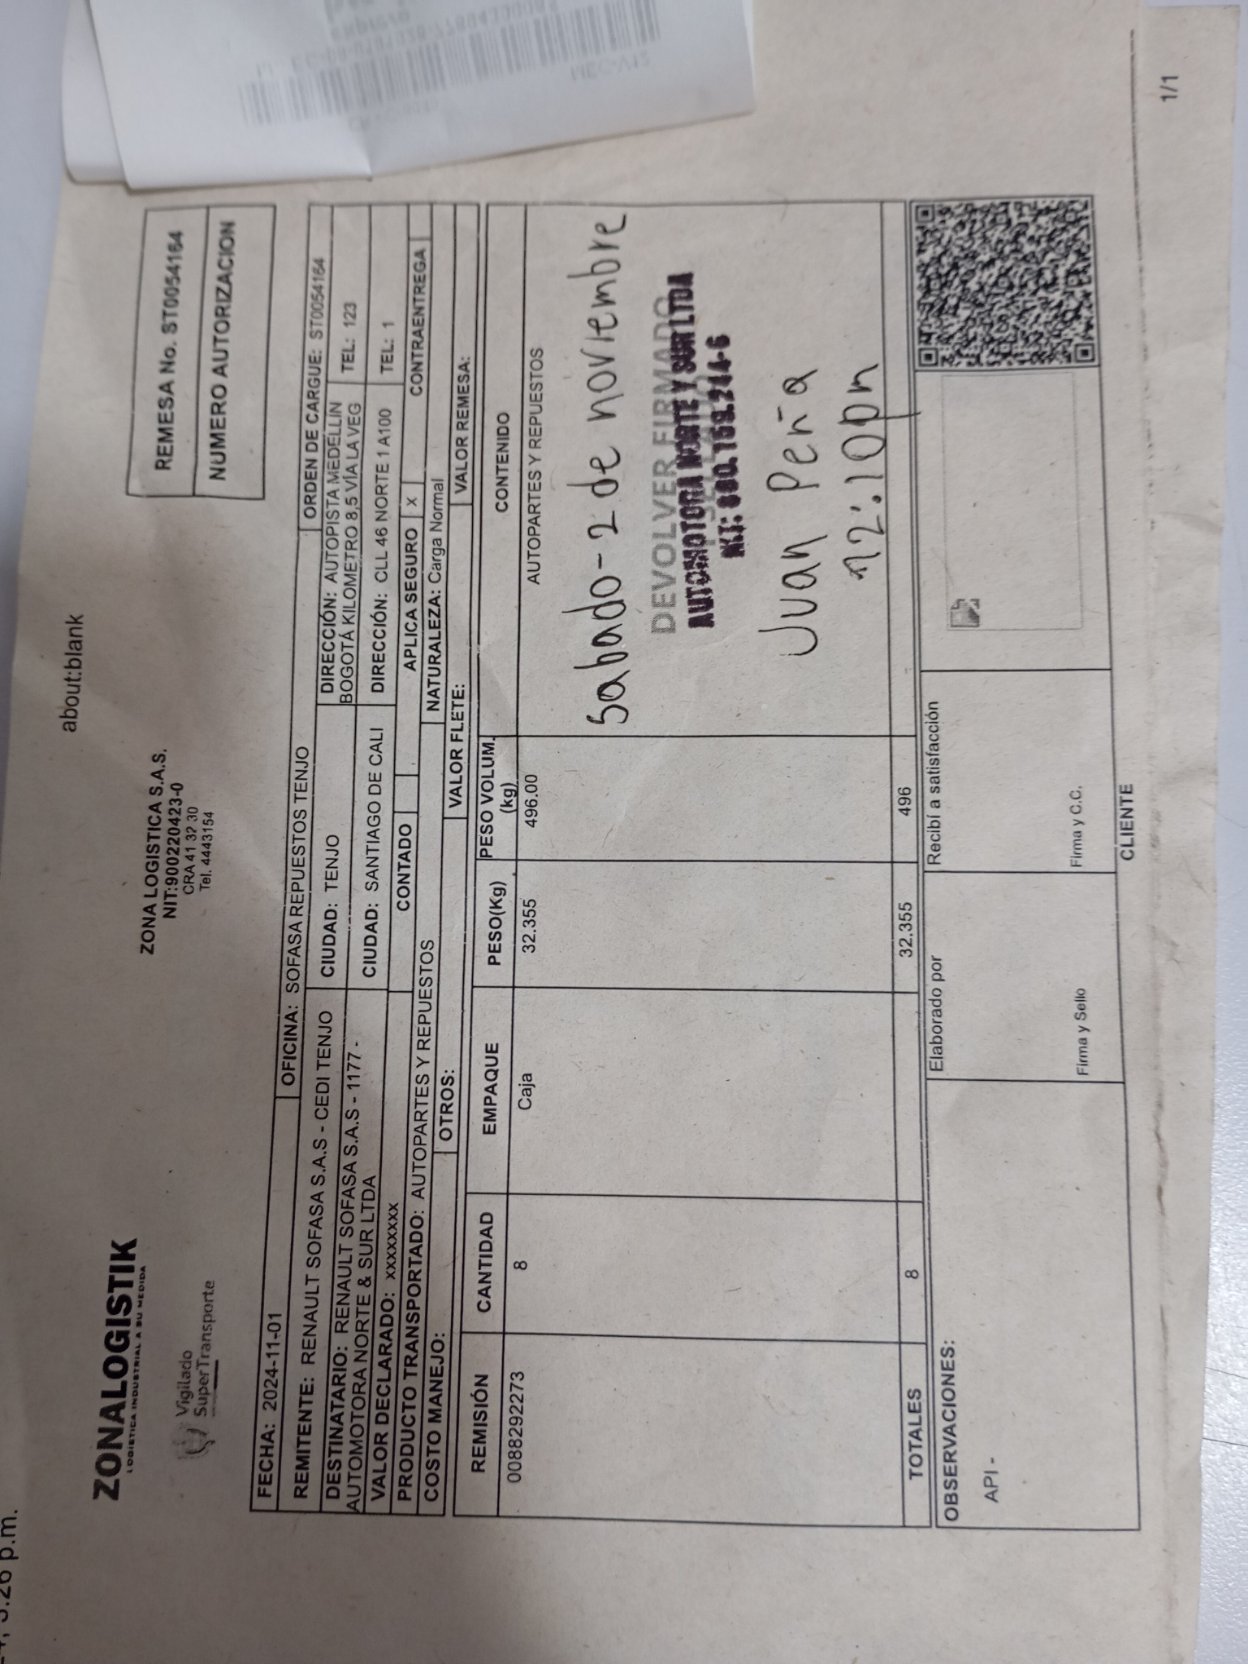 about:blank
ZONALOGISTIK
LOGISTICA INDUSTRIAL A SU MEDIDA
Vigilado
SuperTransporte
ZONA LOGISTICA S.A.S.
NIT:900220423-0
CRA 41 32 30
Tel. 4443154
REMESA No. ST0054164
NUMERO AUTORIZACION
FECHA: 2024-11-01
OFICINA: SOFASA REPUESTOS TENJO
ORDEN DE CARGUE: ST0054164
REMITENTE: RENAULT SOFASA S.A.S - CEDI TENJO
CIUDAD: TENJO
DIRECCIÓN: AUTOPISTA MEDELLIN
BOGOTÁ KILOMETRO 8,5 VÍA LA VEG
TEL: 123
DESTINATARIO: RENAULT SOFASA S.A.S - 1177 -
AUTOMOTORA NORTE & SUR LTDA
CIUDAD: SANTIAGO DE CALI
DIRECCIÓN: CLL 46 NORTE 1 A100
TEL: 1
VALOR DECLARADO: xxxxxxxx
CONTADO
APLICA SEGURO X
CONTRAENTREGA
PRODUCTO TRANSPORTADO: AUTOPARTES Y REPUESTOS
NATURALEZA: Carga Normal
COSTO MANEJO:
OTROS:
VALOR FLETE:
VALOR REMESA:
REMISIÓN CANTIDAD EMPAQUE PESO(Kg) PESO VOLUM. (kg) CONTENIDO
0088292273 8 Caja 32.355 496.00 AUTOPARTES Y REPUESTOS
Sabado - 2 de noviembre
DEVOLVER FIRMADO
AUTOMOTORA NORTE Y SUR LTDA
Juan Peña
12:10pm
TOTALES 8 32.355 496
OBSERVACIONES:
API -
Elaborado por
Firma y Sello
Recibí a satisfacción
Firma y C.C.
CLIENTE
1/1